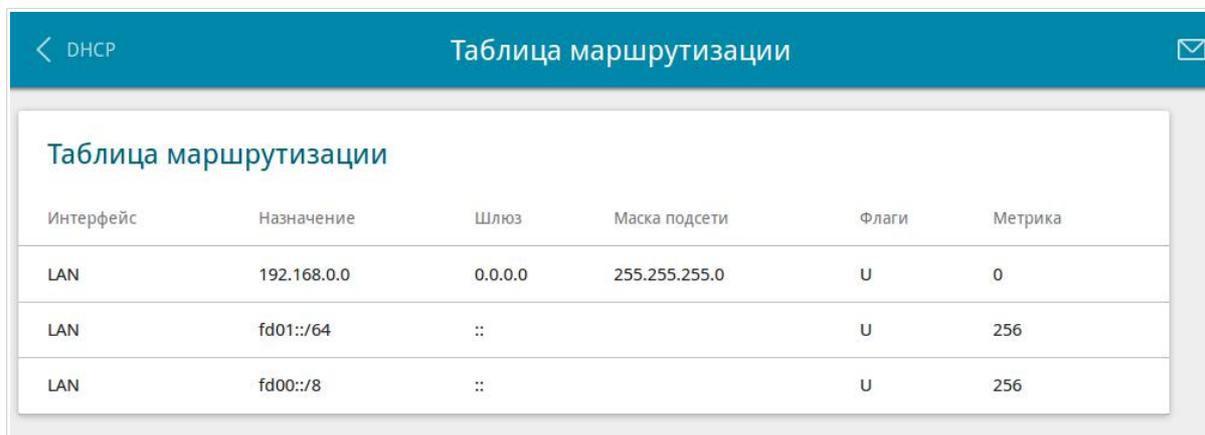 DHCP Таблица маршрутизации
Таблица маршрутизации
Интерфейс Назначение Шлюз Маска подсети Флаги Метрика
LAN 192.168.0.0 0.0.0.0 255.255.255.0 U 0
LAN fd01::/64 :: U 256
LAN fd00::/8 :: U 256